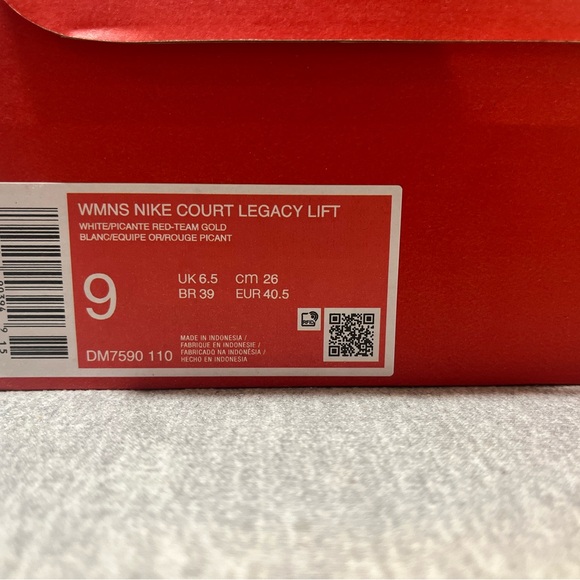 WMNS NIKE COURT LEGACY LIFT
WHITE/PICANTE RED-TEAM GOLD
BLANC/EQUIPE OR/ROUGE PICANT
9
UK 6.5 cm 26
BR 39 EUR 40.5
DM7590 110
MADE IN INDONESIA /
FABRIQUE EN INDONESIE /
FABRICADO NA INDONÉSIA /
HECHO EN INDONESIA
RFID